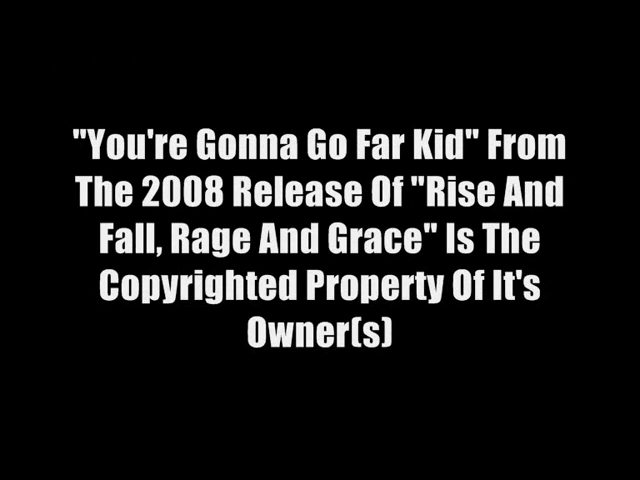 "You're Gonna Go Far Kid" From
The 2008 Release Of "Rise And
Fall, Rage And Grace" Is The
Copyrighted Property Of It's
Owner(s)